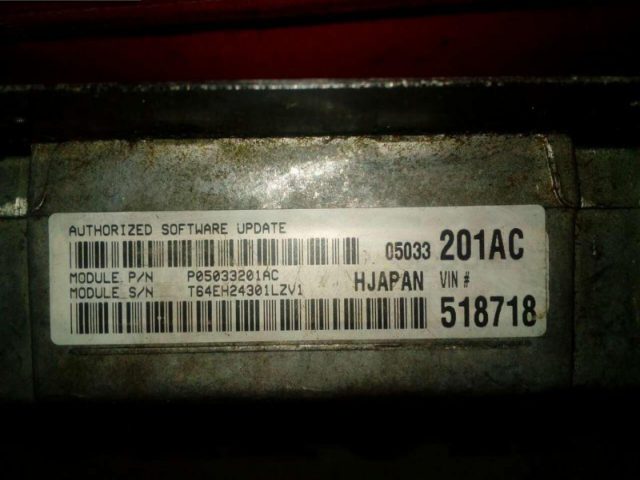 AUTHORIZED SOFTWARE UPDATE
05033 201AC
MODULE P/N P05033201AC
MODULE S/N T64EH24301LZV1
HJAPAN VIN #
518718